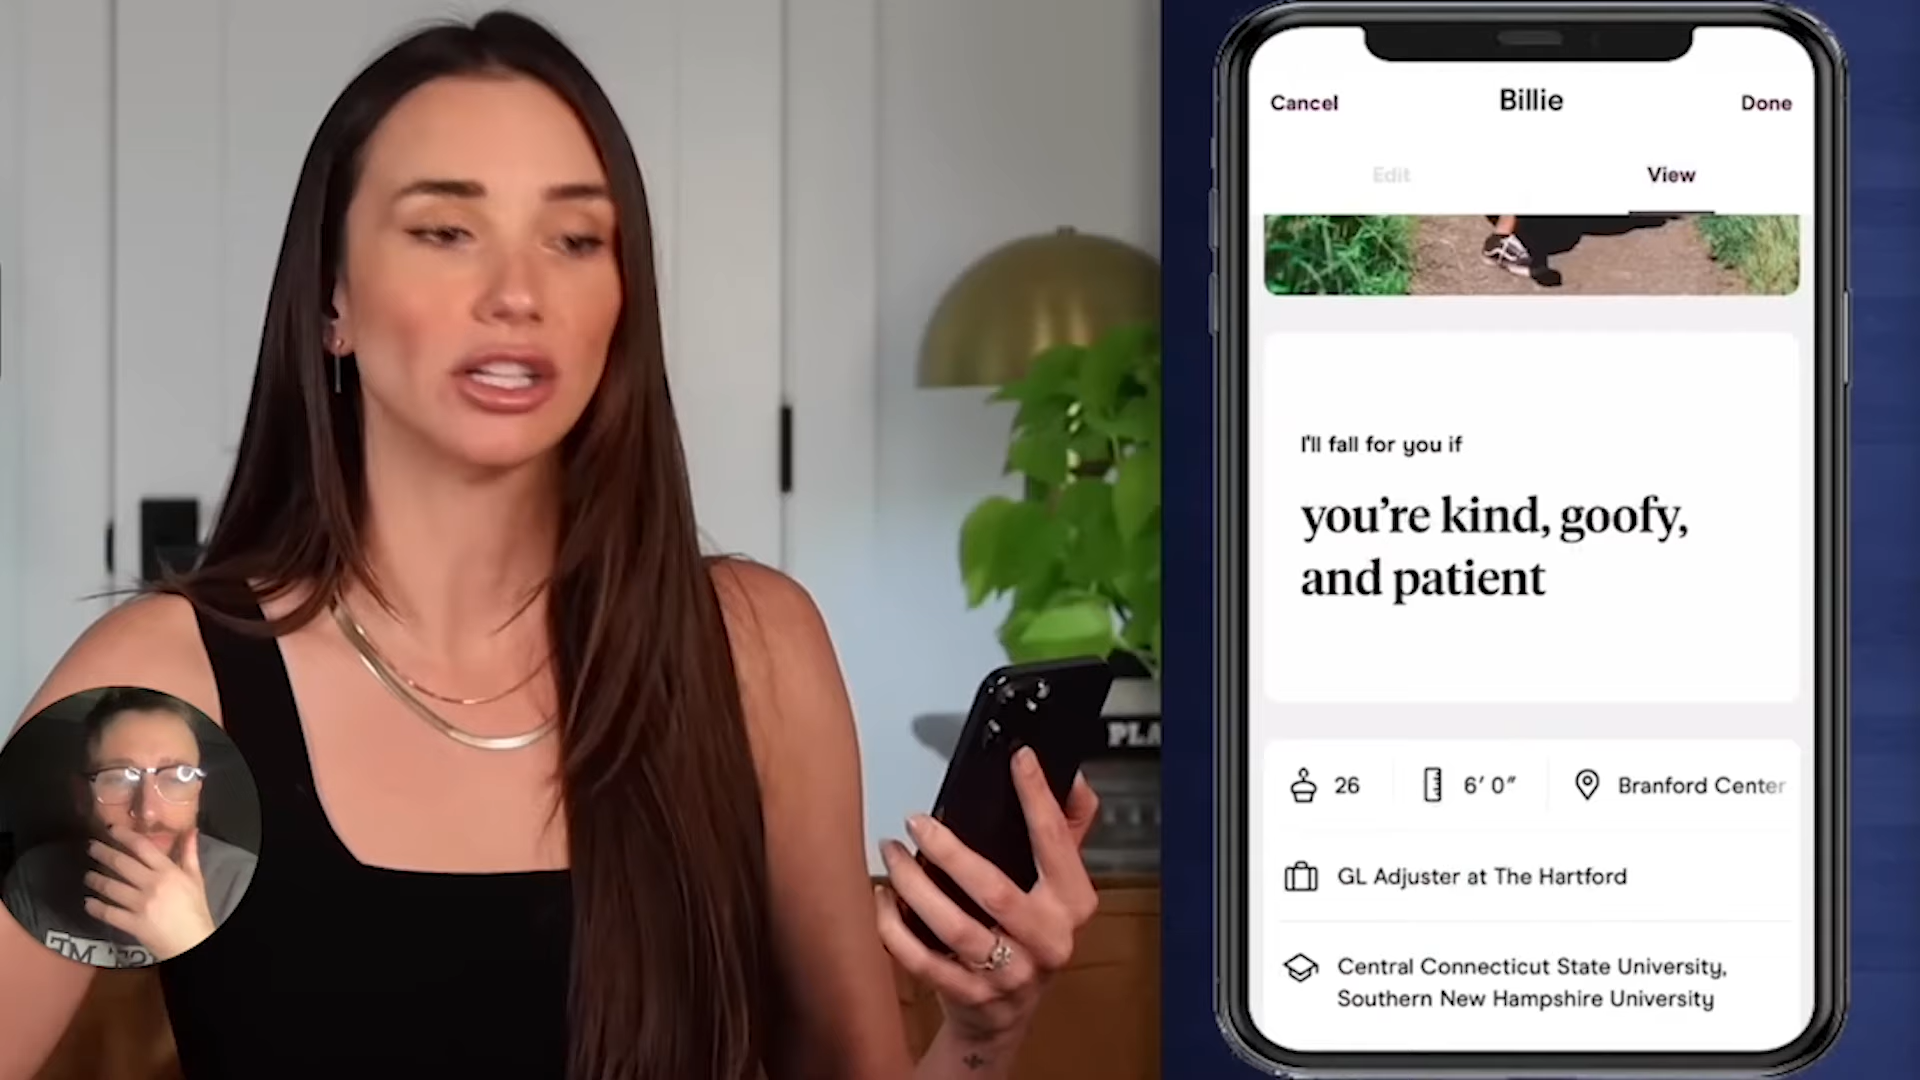 Cancel
Billie
Done
Edit
View
I'll fall for you if
you're kind, goofy,
and patient
26
6' 0"
Branford Center
GL Adjuster at The Hartford
Central Connecticut State University,
Southern New Hampshire University
PLA